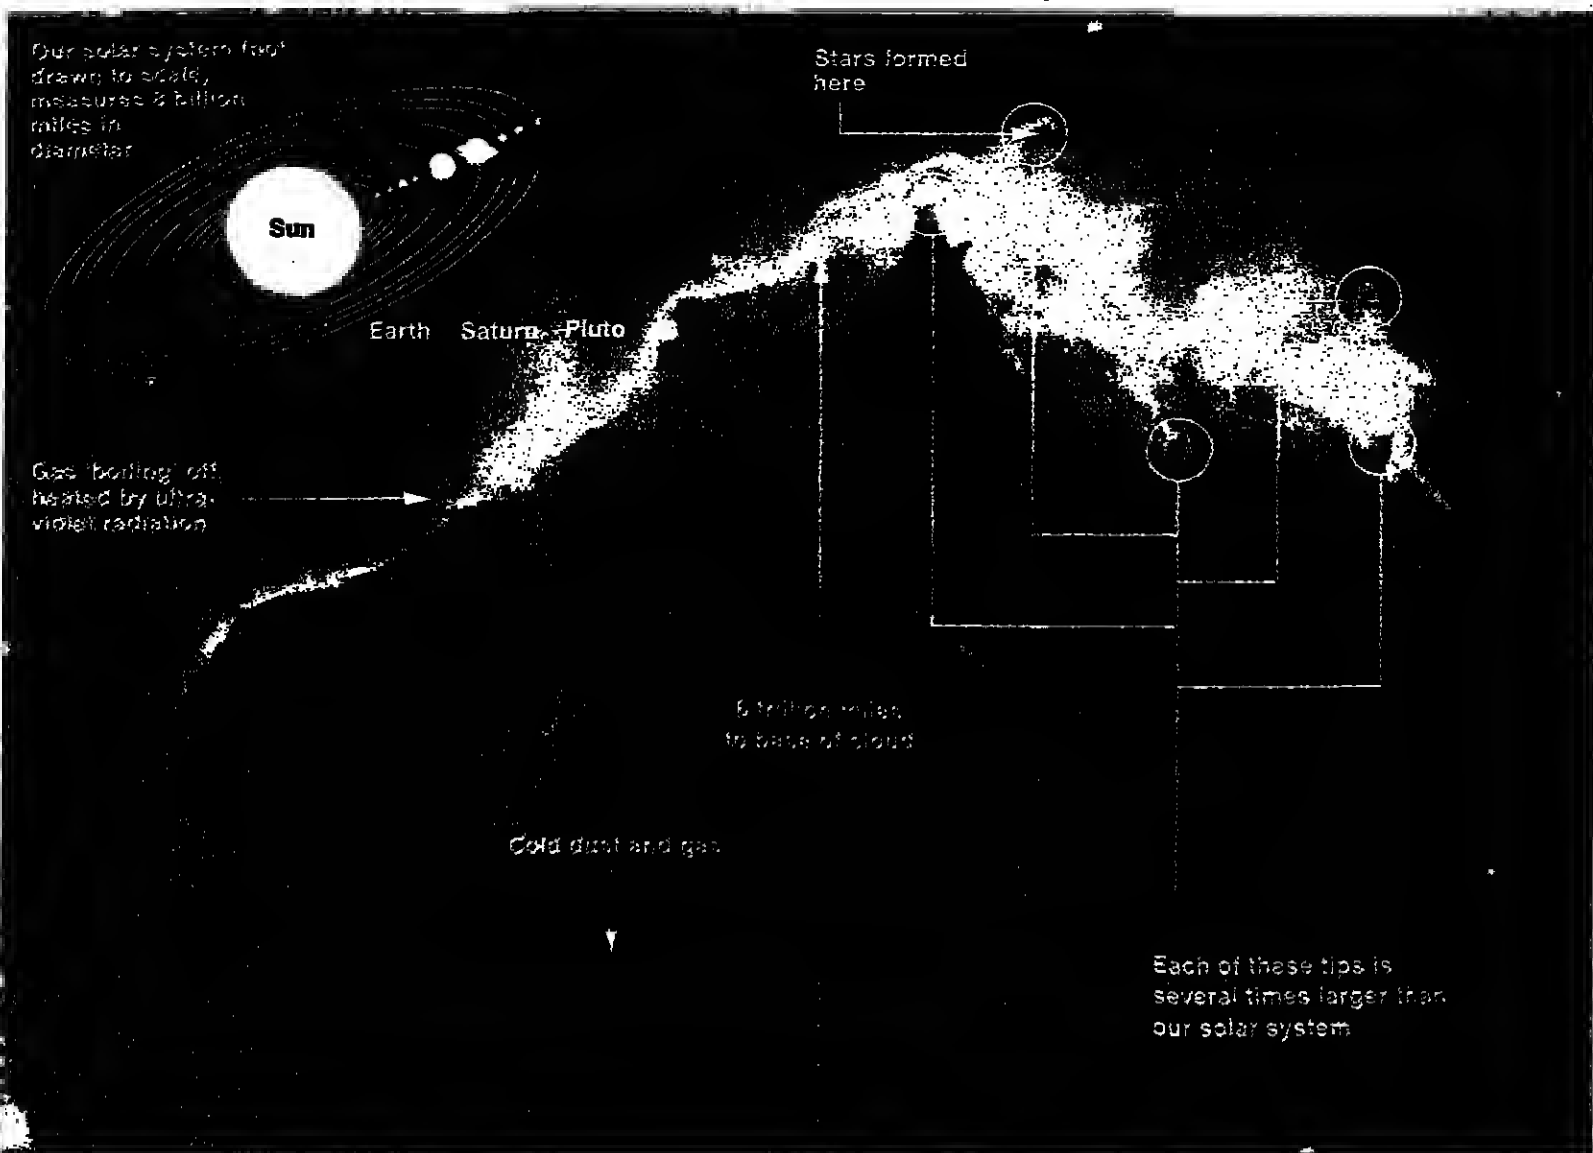 Our solar system (not
drawn to scale)
measures 8 billion
miles in
diameter
Sun
Earth Saturn Pluto
Stars formed
here
Gas 'boiling' off,
heated by ultra-
violet radiation
6 trillion miles
to base of cloud
Cold dust and gas
Each of these tips is
several times larger than
our solar system